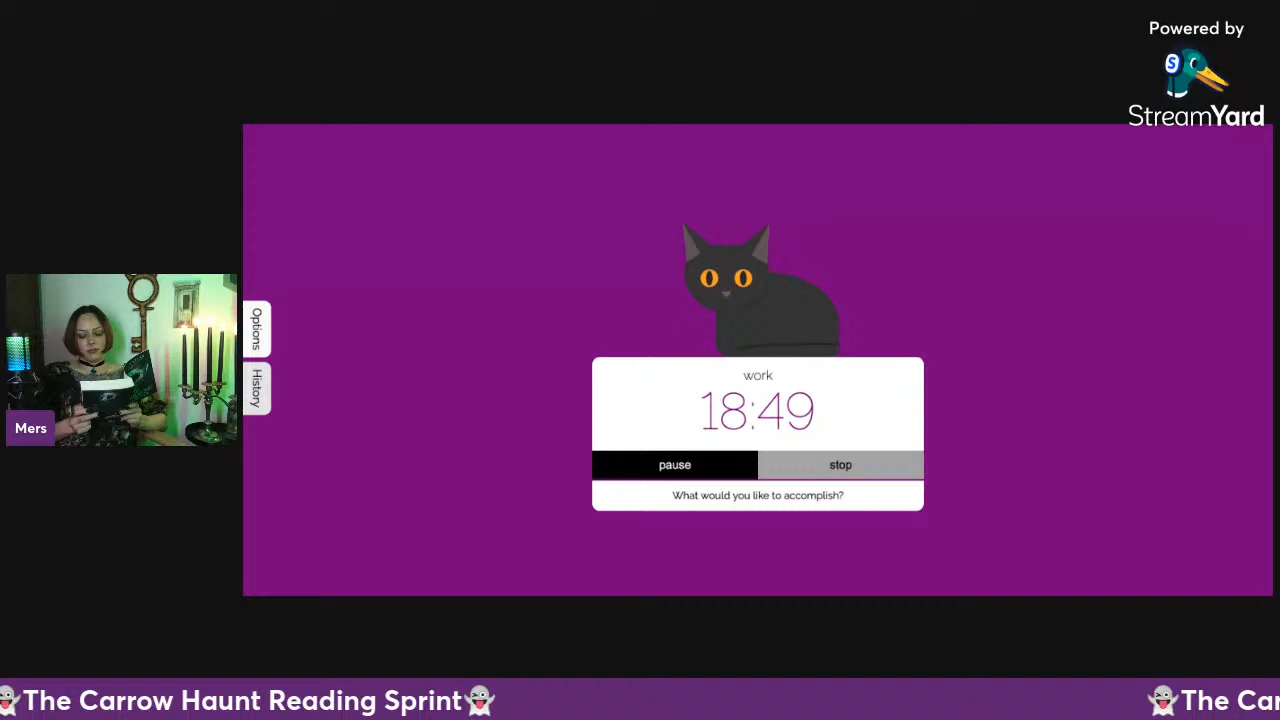 Powered by
StreamYard
Options
History
Mers
work
18:49
pause
stop
What would you like to accomplish?
👻The Carrow Haunt Reading Sprint👻
👻The Car